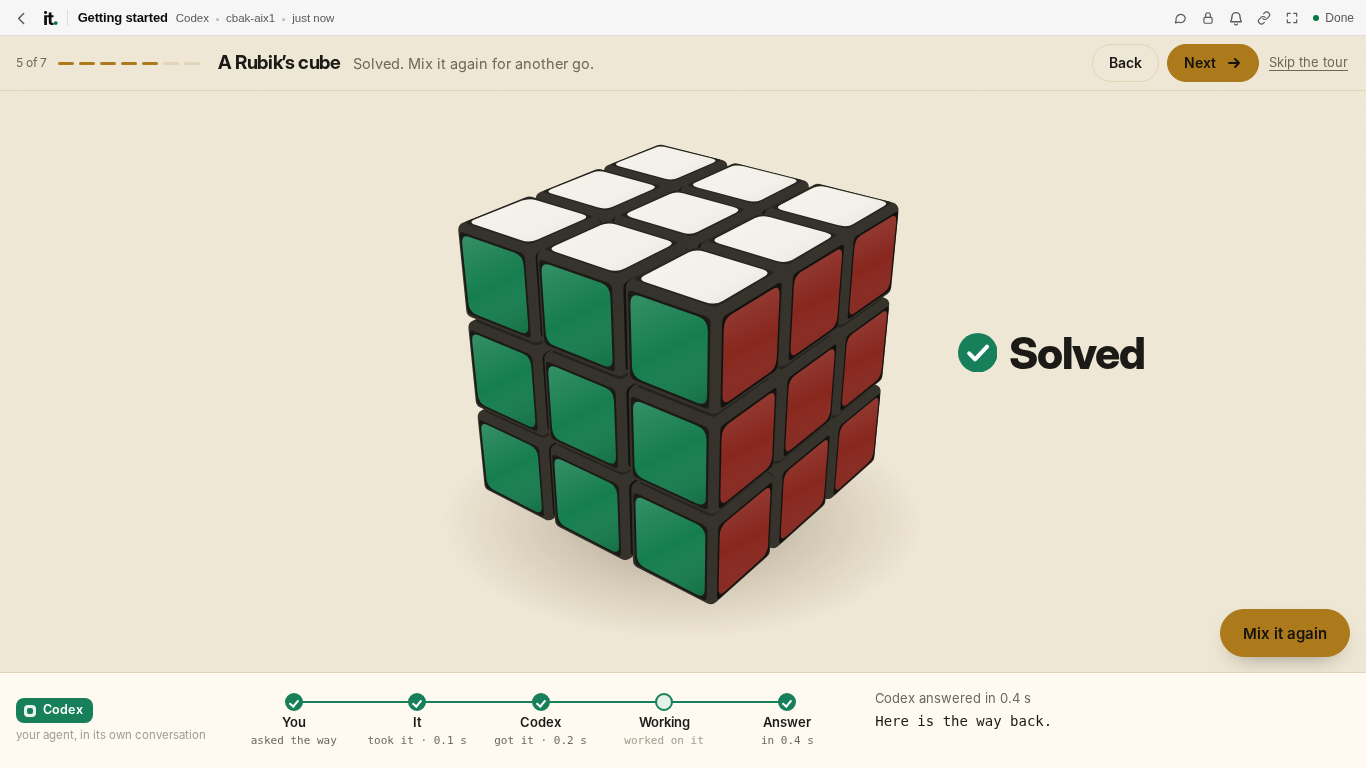 it.
Getting started Codex • cbak-aix1 • just now
Done
5 of 7
A Rubik's cube Solved. Mix it again for another go.
Back
Next
Skip the tour
Solved
Mix it again
Codex
your agent, in its own conversation
You
asked the way
It
took it · 0.1 s
Codex
got it · 0.2 s
Working
worked on it
Answer
in 0.4 s
Codex answered in 0.4 s
Here is the way back.